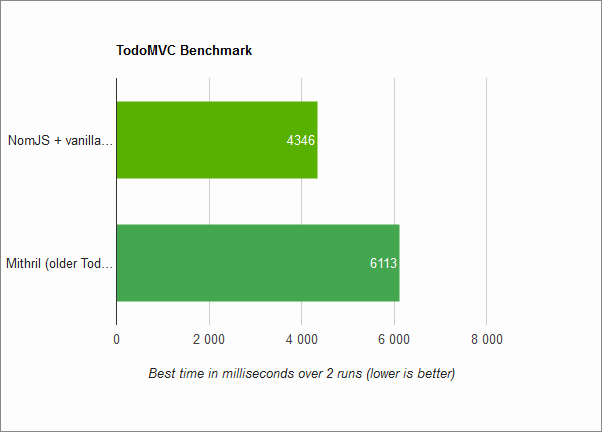 TodoMVC Benchmark
NomJS + vanilla...
4346
Mithril (older Tod...
6113
0 2 000 4 000 6 000 8 000
Best time in milliseconds over 2 runs (lower is better)